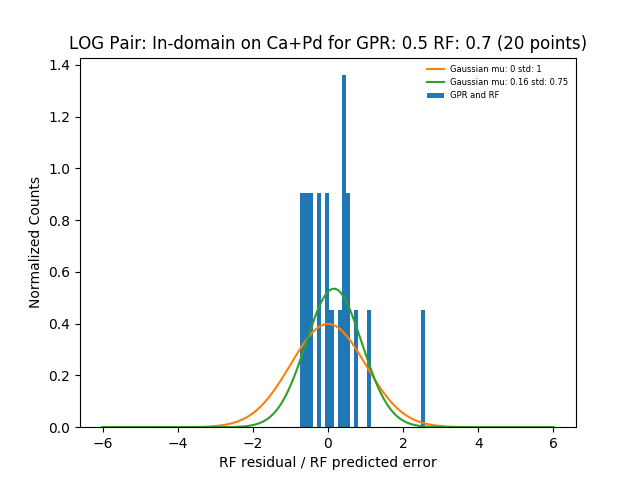 LOG Pair: In-domain on Ca+Pd for GPR: 0.5 RF: 0.7 (20 points)
Gaussian mu: 0 std: 1
Gaussian mu: 0.16 std: 0.75
GPR and RF
Normalized Counts
1.4
1.2
1.0
0.8
0.6
0.4
0.2
0.0
−6
−4
−2
0
2
4
6
RF residual / RF predicted error